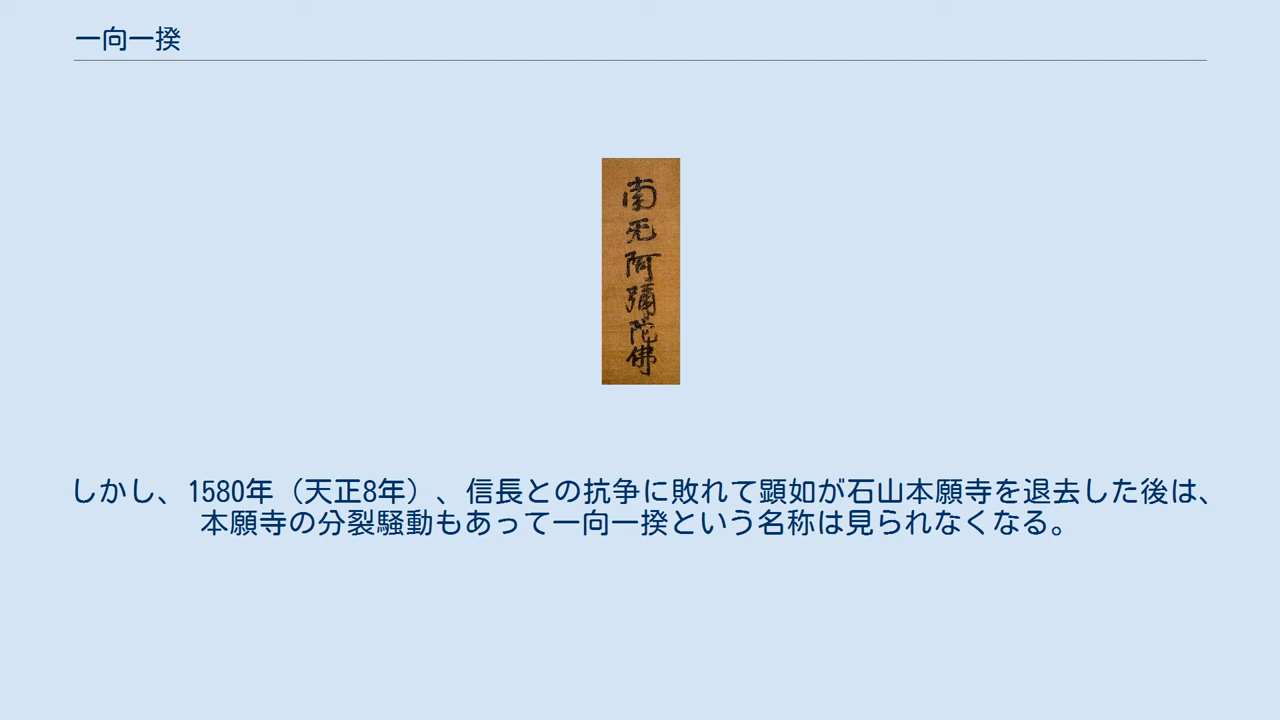 一向一揆
南无阿彌陀佛
しかし、1580年（天正8年）、信長との抗争に敗れて顕如が石山本願寺を退去した後は、
本願寺の分裂騒動もあって一向一揆という名称は見られなくなる。